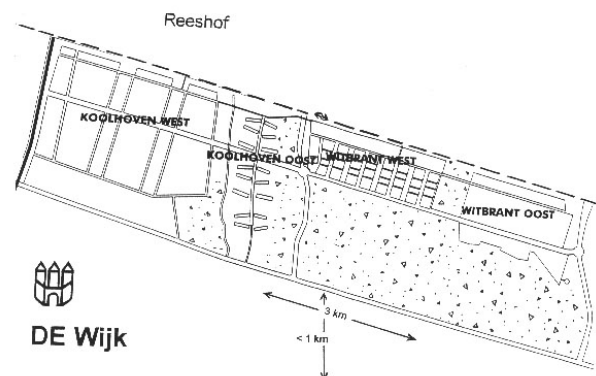 Reeshof
KOOLHOVEN WEST
KOOLHOVEN OOST
WITBRANT WEST
WITBRANT OOST
3 km
< 1 km
DE Wijk